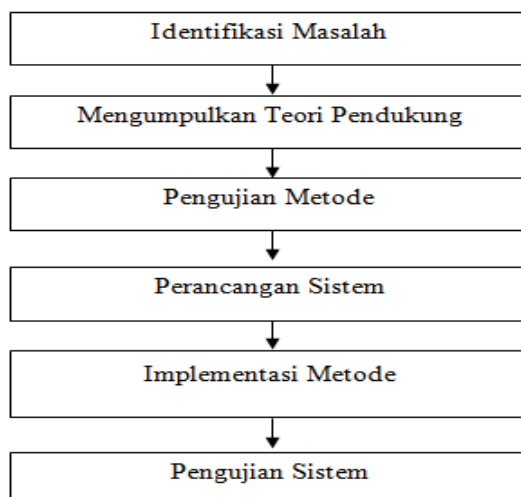 Identifikasi Masalah
Mengumpulkan Teori Pendukung
Pengujian Metode
Perancangan Sistem
Implementasi Metode
Pengujian Sistem